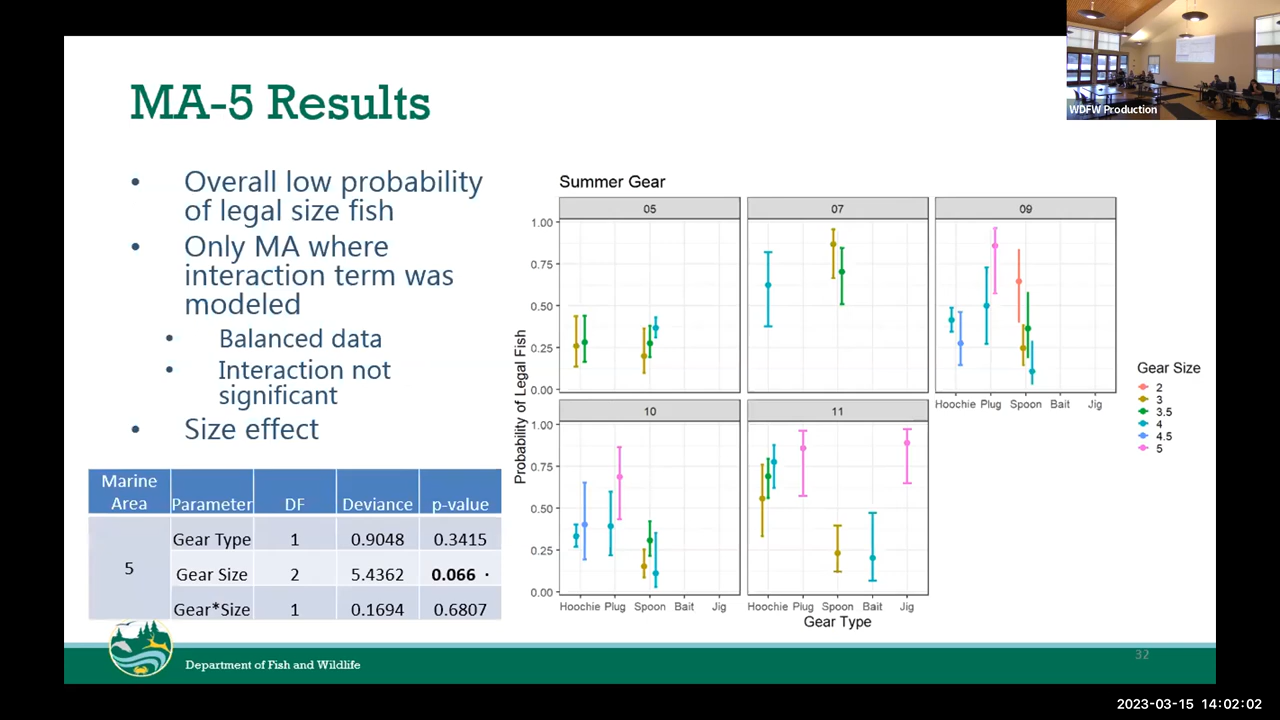 WDFW Production
MA-5 Results
• Overall low probability
of legal size fish
• Only MA where
interaction term was
modeled
• Balanced data
• Interaction not
significant
• Size effect
Marine
Area Parameter DF Deviance p-value
5
Gear Type 1 0.9048 0.3415
Gear Size 2 5.4362 0.066 ·
Gear*Size 1 0.1694 0.6807
Summer Gear
05 07 09
1.00
0.75
0.50
0.25
0.00
Hoochie Plug Spoon Bait Jig
10 11
1.00
0.75
0.50
0.25
0.00
Hoochie Plug Spoon Bait Jig Hoochie Plug Spoon Bait Jig
Gear Type
Probability of Legal Fish
Gear Size
2
3
3.5
4
4.5
5
Department of Fish and Wildlife
32
2023-03-15 14:02:02